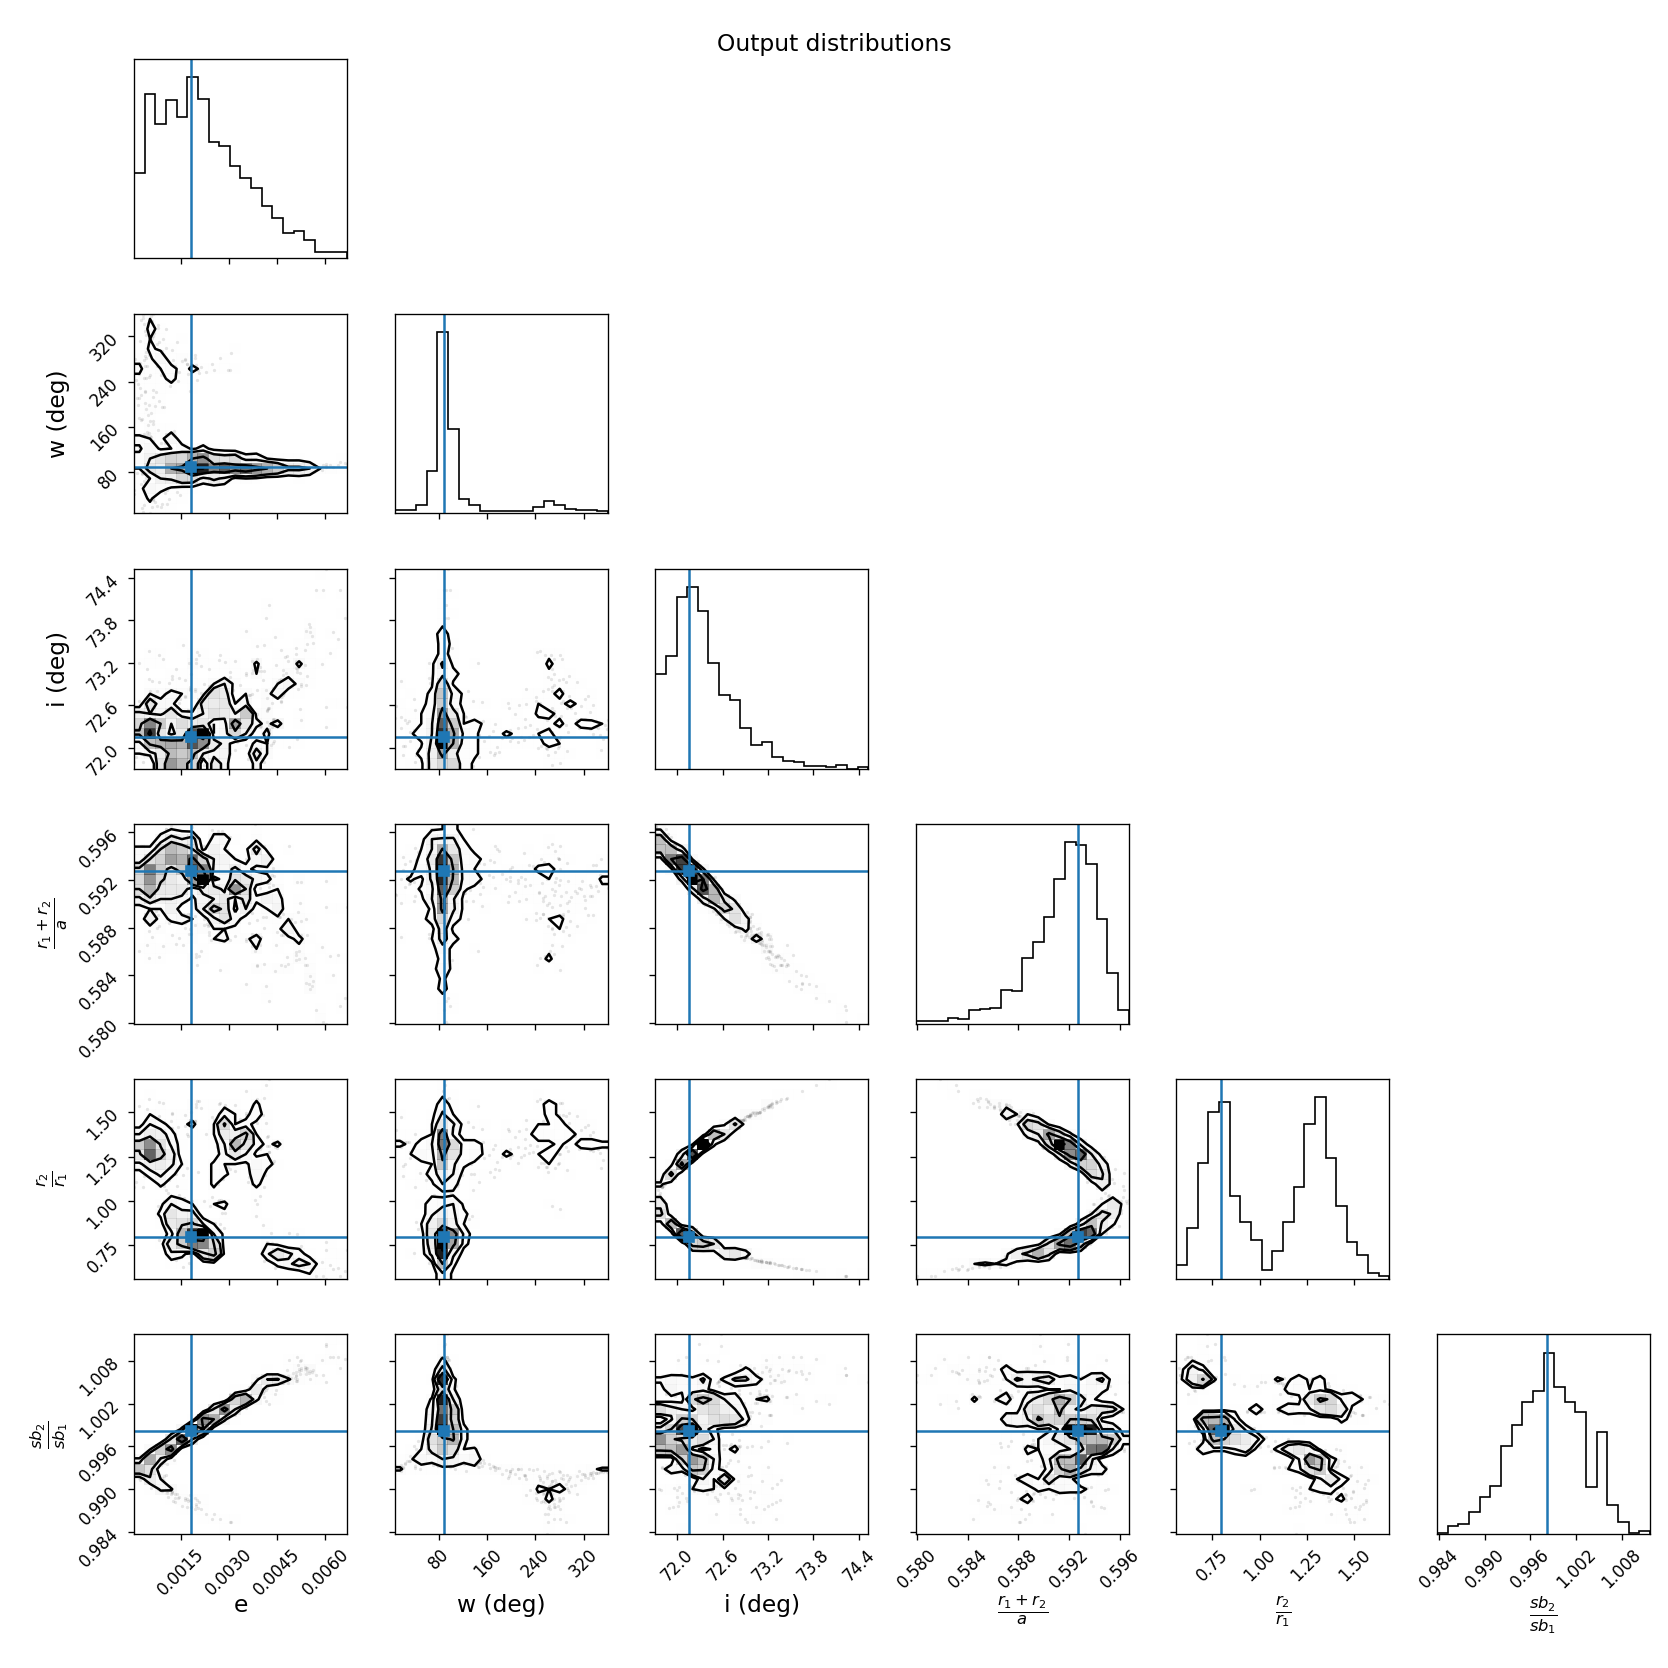 Output distributions
w (deg)
320
240
160
80
i (deg)
74.4
73.8
73.2
72.6
72.0
r₁ + r₂
a
0.596
0.592
0.588
0.584
0.580
r₂
r₁
1.50
1.25
1.00
0.75
sb₂
sb₁
1.008
1.002
0.996
0.990
0.984
0.0015 0.0030 0.0045 0.0060 80 160 240 320 72.0 72.6 73.2 73.8 74.4 0.580 0.584 0.588 0.592 0.596 0.75 1.00 1.25 1.50 0.984 0.990 0.996 1.002 1.008
e w (deg) i (deg) r₁ + r₂ r₂ sb₂
a r₁ sb₁